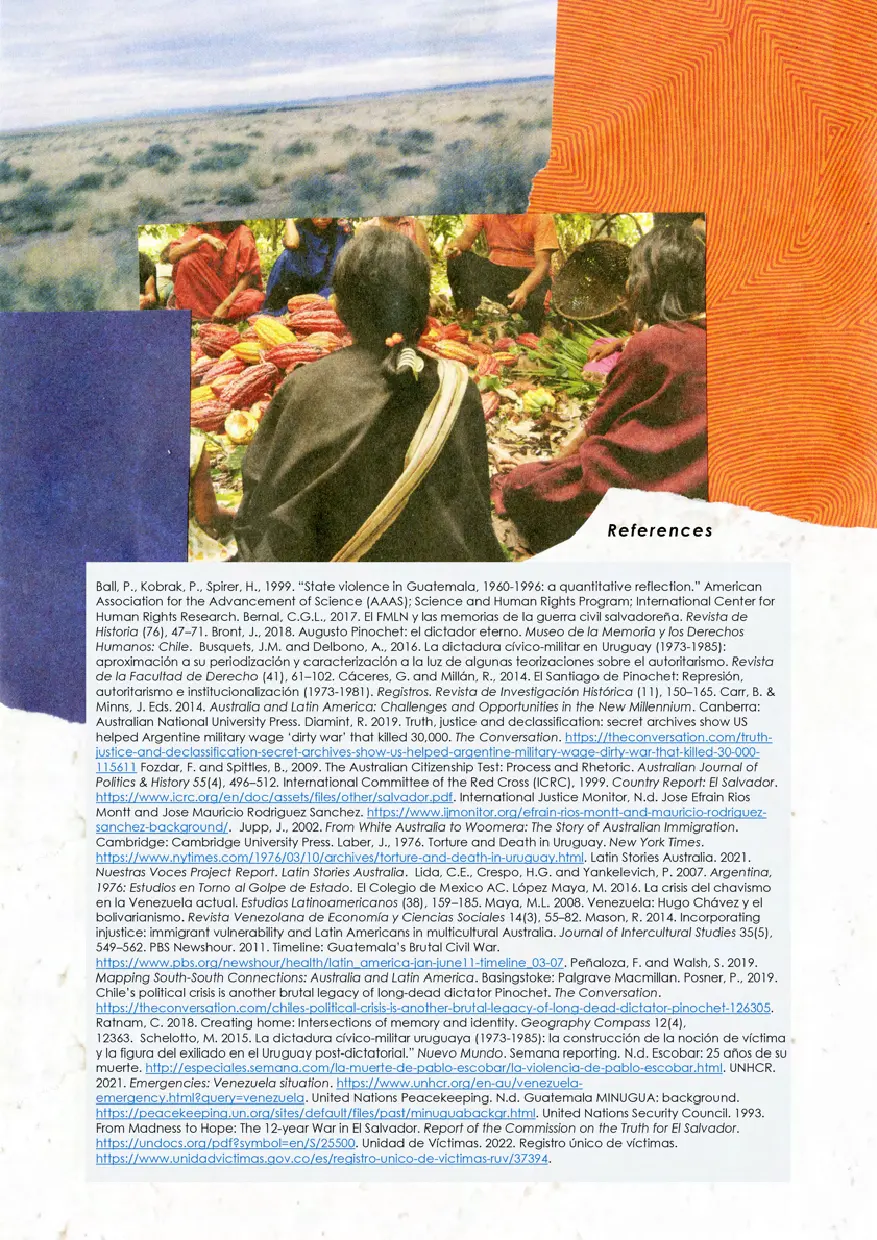 References
Ball, P., Kobrak, P., Spirer, H., 1999. “State violence in Guatemala, 1960-1996: a quantitative reflection.” American
Association for the Advancement of Science (AAAS); Science and Human Rights Program; International Center for
Human Rights Research. Bernal, C.G.L., 2017. El FMLN y las memorias de la guerra civil salvadoreña. Revista de
Historia (76), 47–71. Bront, J., 2018. Augusto Pinochet: el dictador eterno. Museo de la Memoria y los Derechos
Humanos: Chile. Busquets, J.M. and Delbono, A., 2016. La dictadura cívico-militar en Uruguay (1973-1985):
aproximación a su periodización y caracterización a la luz de algunas teorizaciones sobre el autoritarismo. Revista
de la Facultad de Derecho (41), 61–102. Cáceres, G. and Millán, R., 2014. El Santiago de Pinochet: Represión,
autoritarismo e institucionalización (1973-1981). Registros. Revista de Investigación Histórica (11), 150–165. Carr, B. &
Minns, J. Eds. 2014. Australia and Latin America: Challenges and Opportunities in the New Millennium. Canberra:
Australian National University Press. Diamint, R. 2019. Truth, justice and declassification: secret archives show US
helped Argentine military wage ‘dirty war’ that killed 30,000. The Conversation. https://theconversation.com/truth-
justice-and-declassification-secret-archives-show-us-helped-argentine-military-wage-dirty-war-that-killed-30-000-
115611 Fozdar, F. and Spittles, B., 2009. The Australian Citizenship Test: Process and Rhetoric. Australian Journal of
Politics & History 55(4), 496–512. International Committee of the Red Cross (ICRC), 1999. Country Report: El Salvador.
https://www.icrc.org/en/doc/assets/files/other/salvador.pdf. International Justice Monitor, N.d. Jose Efrain Rios
Montt and Jose Mauricio Rodriguez Sanchez. https://www.ijmonitor.org/efrain-rios-montt-and-mauricio-rodriguez-
sanchez-background/. Jupp, J., 2002. From White Australia to Woomera: The Story of Australian Immigration.
Cambridge: Cambridge University Press. Laber, J., 1976. Torture and Death in Uruguay. New York Times.
https://www.nytimes.com/1976/03/10/archives/torture-and-death-in-uruguay.html. Latin Stories Australia. 2021.
Nuestras Voces Project Report. Latin Stories Australia. Lida, C.E., Crespo, H.G. and Yankellevich, P. 2007. Argentina,
1976: Estudios en Torno al Golpe de Estado. El Colegio de Mexico AC. López Maya, M. 2016. La crisis del chavismo
en la Venezuela actual. Estudios Latinoamericanos (38), 159–185. Maya, M.L. 2008. Venezuela: Hugo Chávez y el
bolivarianismo. Revista Venezolana de Economía y Ciencias Sociales 14(3), 55–82. Mason, R. 2014. Incorporating
injustice: immigrant vulnerability and Latin Americans in multicultural Australia. Journal of Intercultural Studies 35(5),
549–562. PBS Newshour. 2011. Timeline: Guatemala’s Brutal Civil War.
https://www.pbs.org/newshour/health/latin_america-jan-june11-timeline_03-07. Peñaloza, F. and Walsh, S. 2019.
Mapping South-South Connections: Australia and Latin America. Basingstoke: Palgrave Macmillan. Posner, P., 2019.
Chile’s political crisis is another brutal legacy of long-dead dictator Pinochet. The Conversation.
https://theconversation.com/chiles-political-crisis-is-another-brutal-legacy-of-long-dead-dictator-pinochet-126305.
Ratnam, C. 2018. Creating home: Intersections of memory and identity. Geography Compass 12(4),
12363. Schelotto, M. 2015. La dictadura cívico-militar uruguaya (1973-1985): la construcción de la noción de víctima
y la figura del exiliado en el Uruguay post-dictatorial.” Nuevo Mundo. Semana reporting. N.d. Escobar: 25 años de su
muerte. http://especiales.semana.com/la-muerte-de-pablo-escobar/la-violencia-de-pablo-escobar.html. UNHCR.
2021. Emergencies: Venezuela situation. https://www.unhcr.org/en-au/venezuela-
emergency.html?query=venezuela. United Nations Peacekeeping. N.d. Guatemala MINUGUA: background.
https://peacekeeping.un.org/sites/default/files/past/minuguabackgr.html. United Nations Security Council. 1993.
From Madness to Hope: The 12-year War in El Salvador. Report of the Commission on the Truth for El Salvador.
https://undocs.org/pdf?symbol=en/S/25500. Unidad de Víctimas. 2022. Registro único de víctimas.
https://www.unidadvictimas.gov.co/es/registro-unico-de-victimas-ruv/37394.